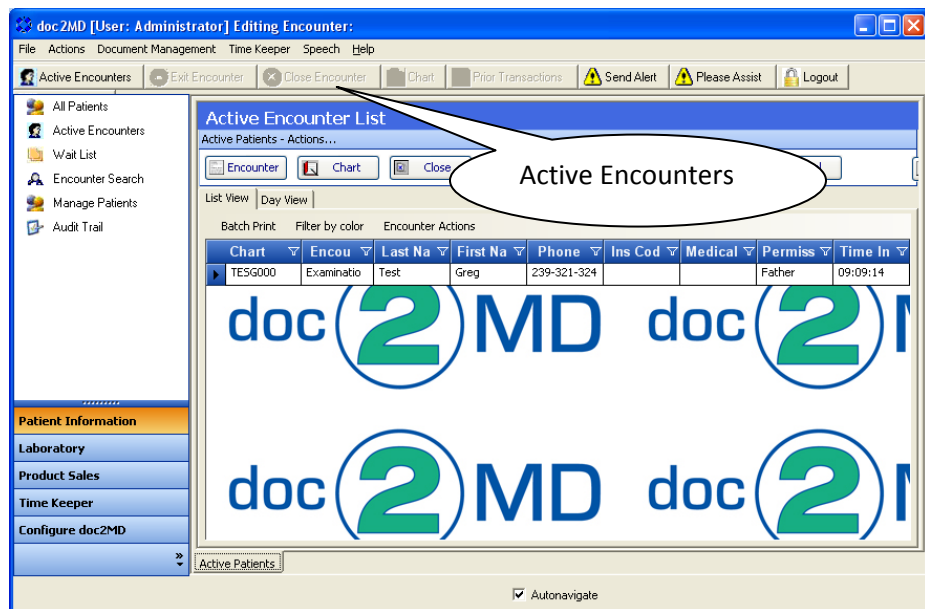 doc2MD [User: Administrator] Editing Encounter:
File Actions Document Management Time Keeper Speech Help
Active Encounters Exit Encounter Close Encounter Chart Prior Transactions Send Alert Please Assist Logout
All Patients
Active Encounters
Wait List
Encounter Search
Manage Patients
Audit Trail
Patient Information
Laboratory
Product Sales
Time Keeper
Configure doc2MD
Active Encounter List
Active Patients - Actions...
Encounter Chart Close
Active Encounters
List View Day View
Batch Print Filter by color Encounter Actions
Chart Encou Last Na First Na Phone Ins Cod Medical Permiss Time In
TESG000 Examinatio Test Greg 239-321-324 Father 09:09:14
doc2MD doc2M
doc2MD doc2M
Active Patients
Autonavigate